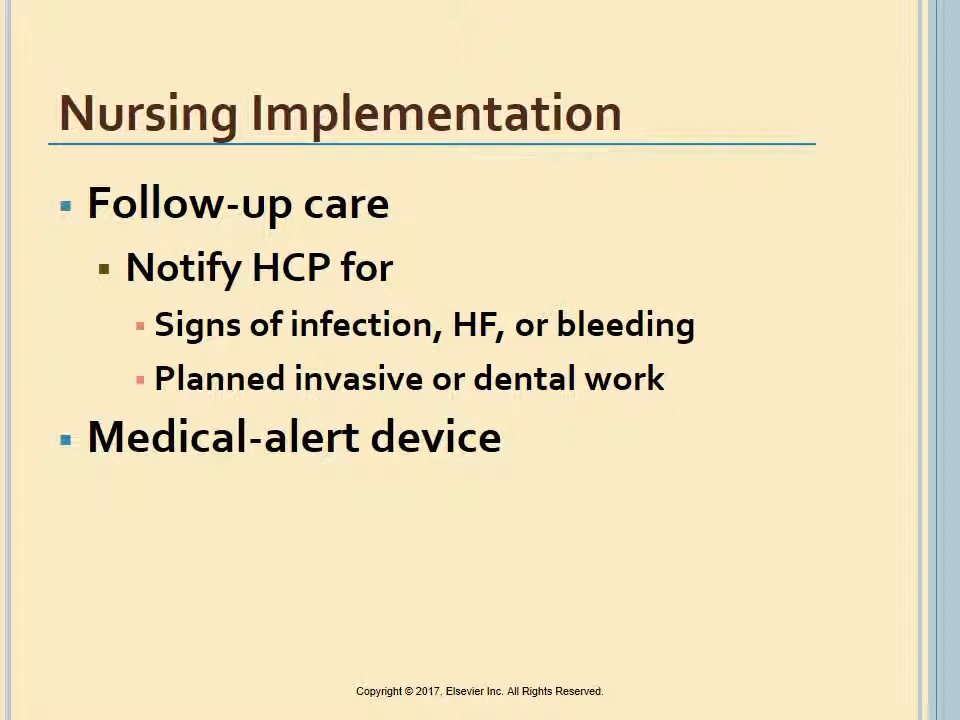 Nursing Implementation
▪ Follow-up care
▪ Notify HCP for
▪ Signs of infection, HF, or bleeding
▪ Planned invasive or dental work
▪ Medical-alert device
Copyright © 2017, Elsevier Inc. All Rights Reserved.